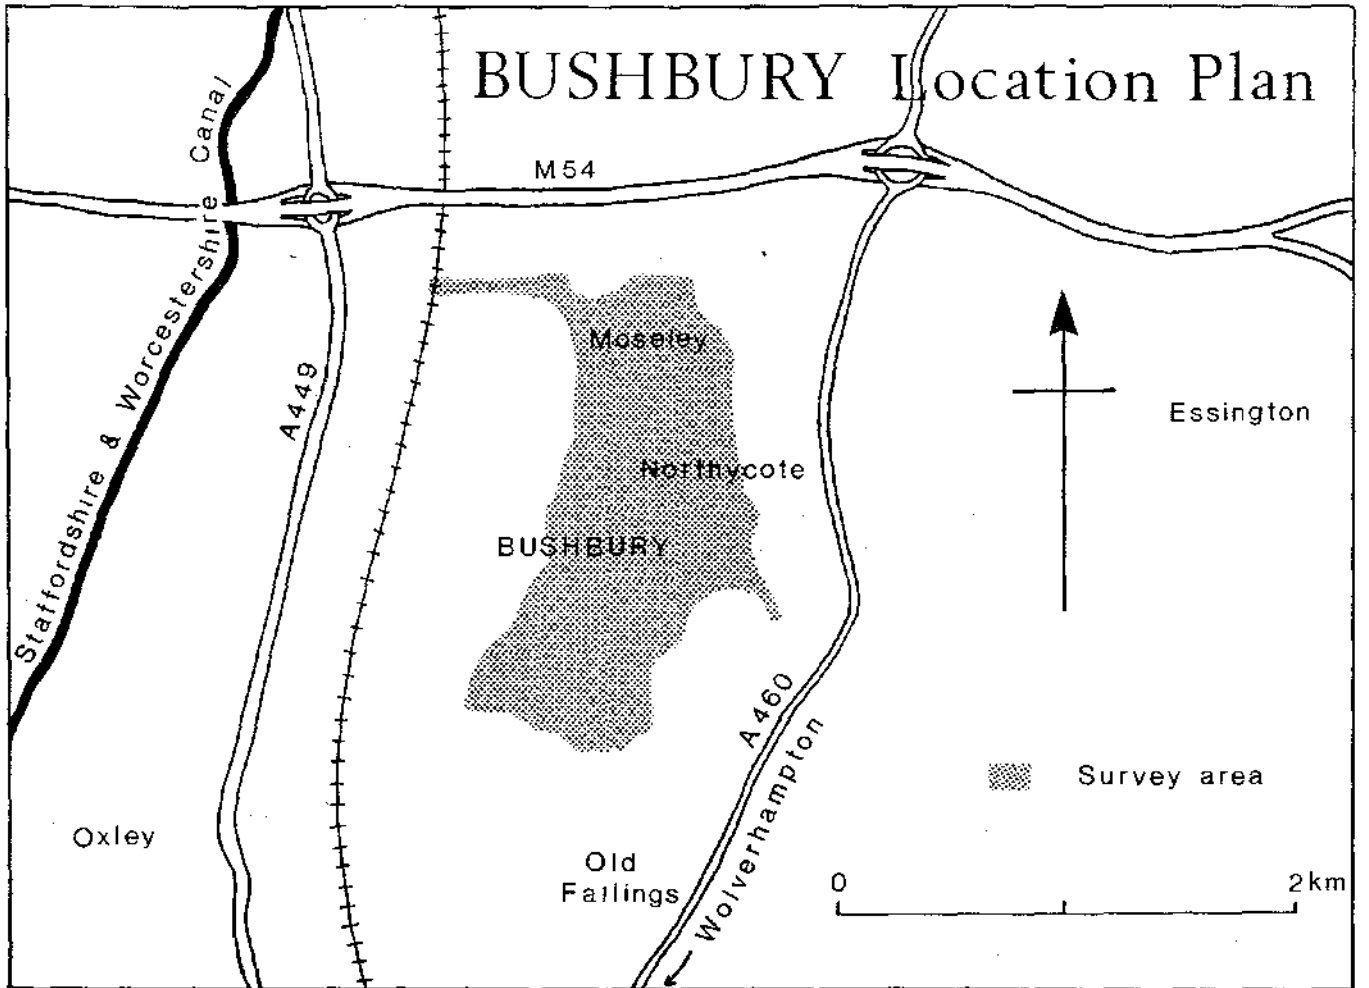 BUSHBURY Location Plan
Staffordshire & Worcestershire Canal
M54
A449
Moseley
Essington
Northycote
BUSHBURY
A460
Wolverhampton
Survey area
Oxley
Old
Fallings
0 2km